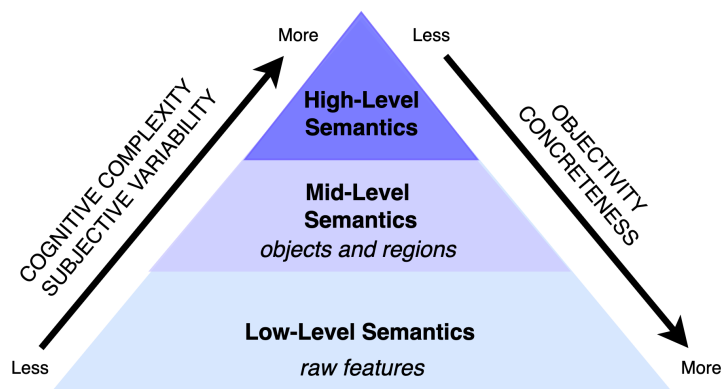 More
Less
COGNITIVE COMPLEXITY
SUBJECTIVE VARIABILITY
High-Level
Semantics
OBJECTIVITY
CONCRETENESS
Mid-Level
Semantics
objects and regions
Low-Level Semantics
raw features
Less
More